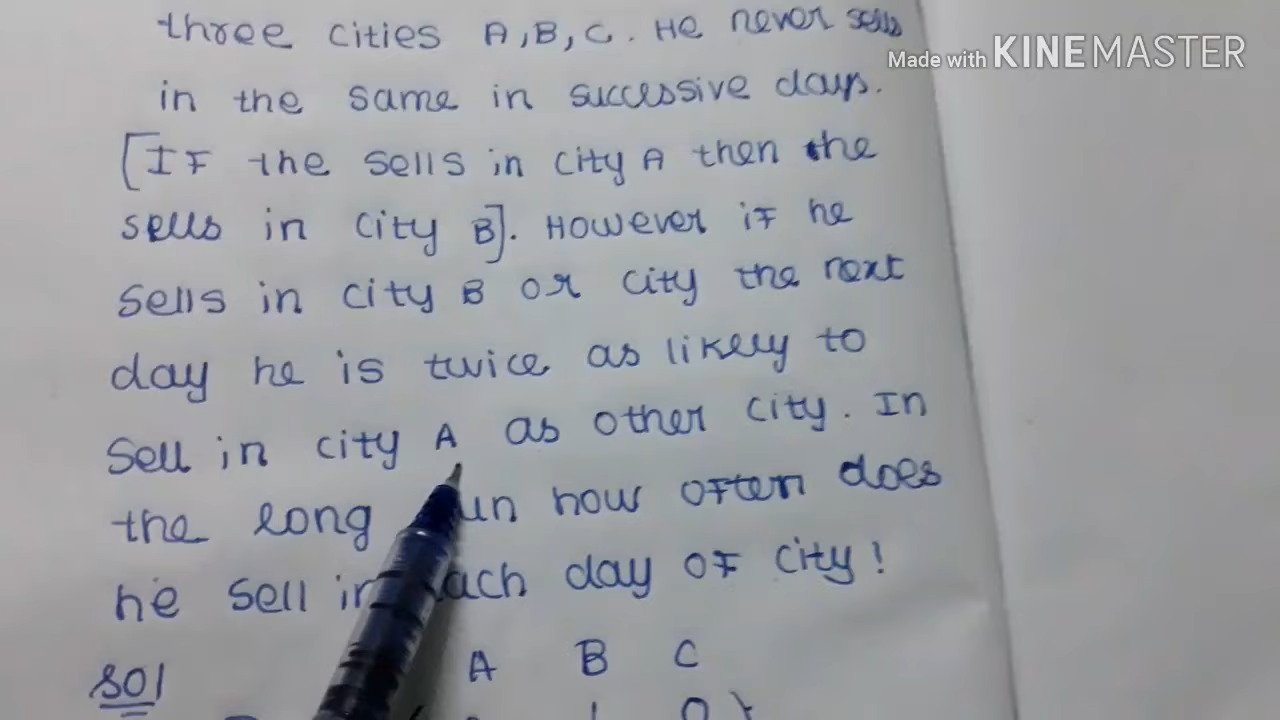 three cities A, B, C. He never sells
Made with KINEMASTER
in the same in successive days.
[IF the sells in city A then the
sells in city B]. However if he
sells in city B or city the next
day he is twice as likely to
sell in city A as other city. In
the long un how often does
he sell in ach day of city!
A B C
Sol
1 0